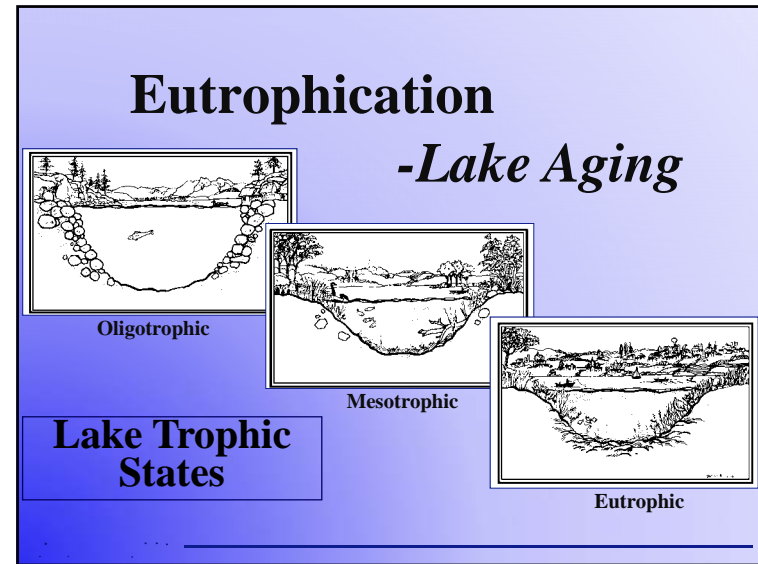 Eutrophication
-Lake Aging
Oligotrophic
Mesotrophic
Eutrophic
Lake Trophic
States